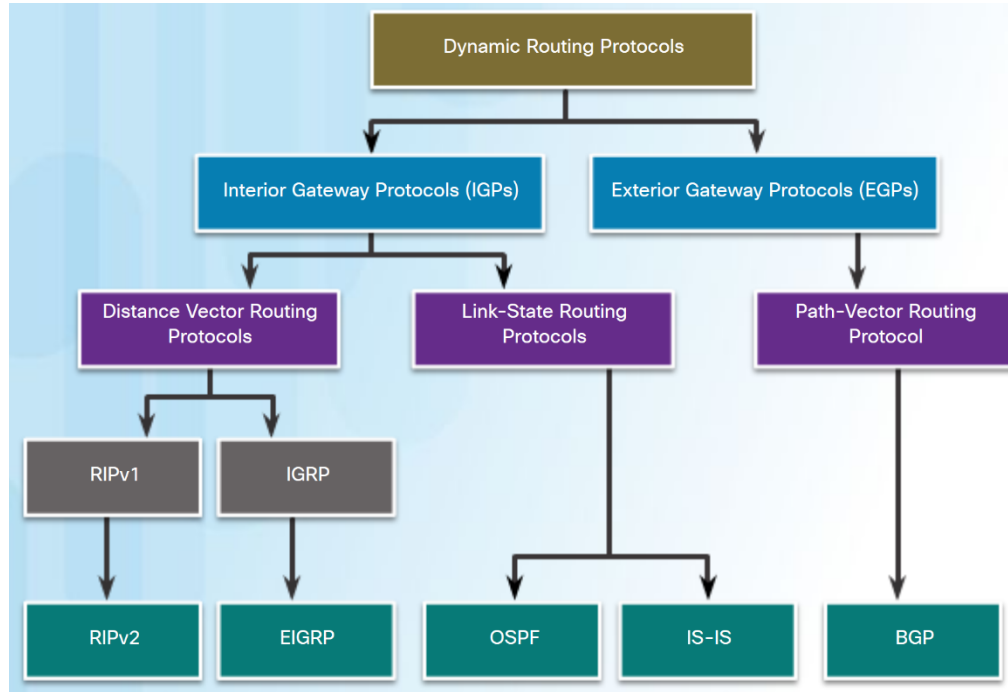 Dynamic Routing Protocols
Interior Gateway Protocols (IGPs)
Exterior Gateway Protocols (EGPs)
Distance Vector Routing
Protocols
Link-State Routing
Protocols
Path-Vector Routing
Protocol
RIPv1
IGRP
RIPv2
EIGRP
OSPF
IS-IS
BGP